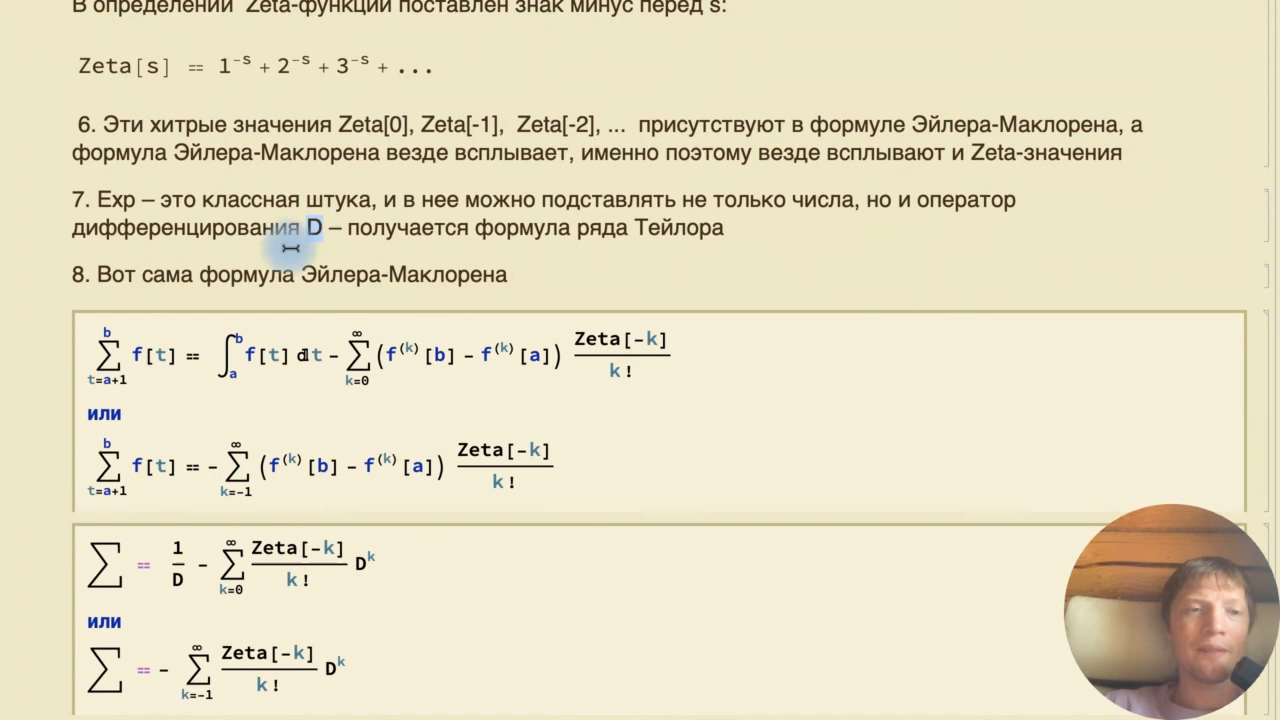 В определении Zeta-функции поставлен знак минус перед s:
Zeta[s] == 1^-s + 2^-s + 3^-s + ...
6. Эти хитрые значения Zeta[0], Zeta[-1], Zeta[-2], ... присутствуют в формуле Эйлера-Маклорена, а
формула Эйлера-Маклорена везде всплывает, именно поэтому везде всплывают и Zeta-значения
7. Exp – это классная штука, и в нее можно подставлять не только числа, но и оператор
дифференцирования D – получается формула ряда Тейлора
8. Вот сама формула Эйлера-Маклорена
∑_{t=a+1}^{b} f[t] == ∫_a^b f[t] ⅆt - ∑_{k=0}^{∞} (f^(k) [b] - f^(k) [a]) Zeta[-k] / k!
или
∑_{t=a+1}^{b} f[t] == - ∑_{k=-1}^{∞} (f^(k) [b] - f^(k) [a]) Zeta[-k] / k!
∑ == 1/D - ∑_{k=0}^{∞} Zeta[-k] / k! D^k
или
∑ == - ∑_{k=-1}^{∞} Zeta[-k] / k! D^k